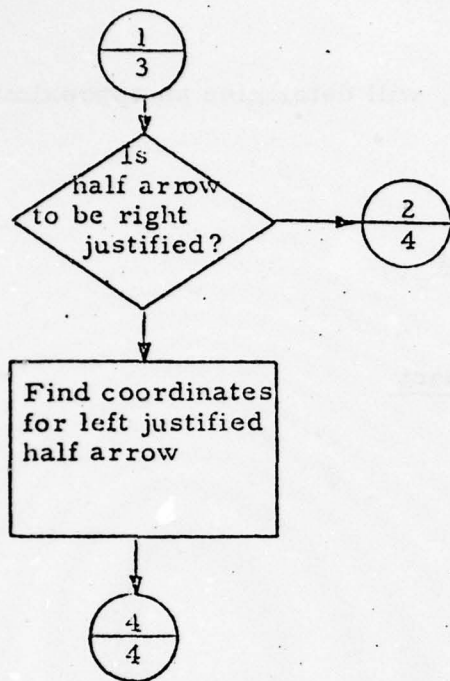 1
3
Is
half arrow
to be right
justified?
2
4
Find coordinates
for left justified
half arrow
4
4